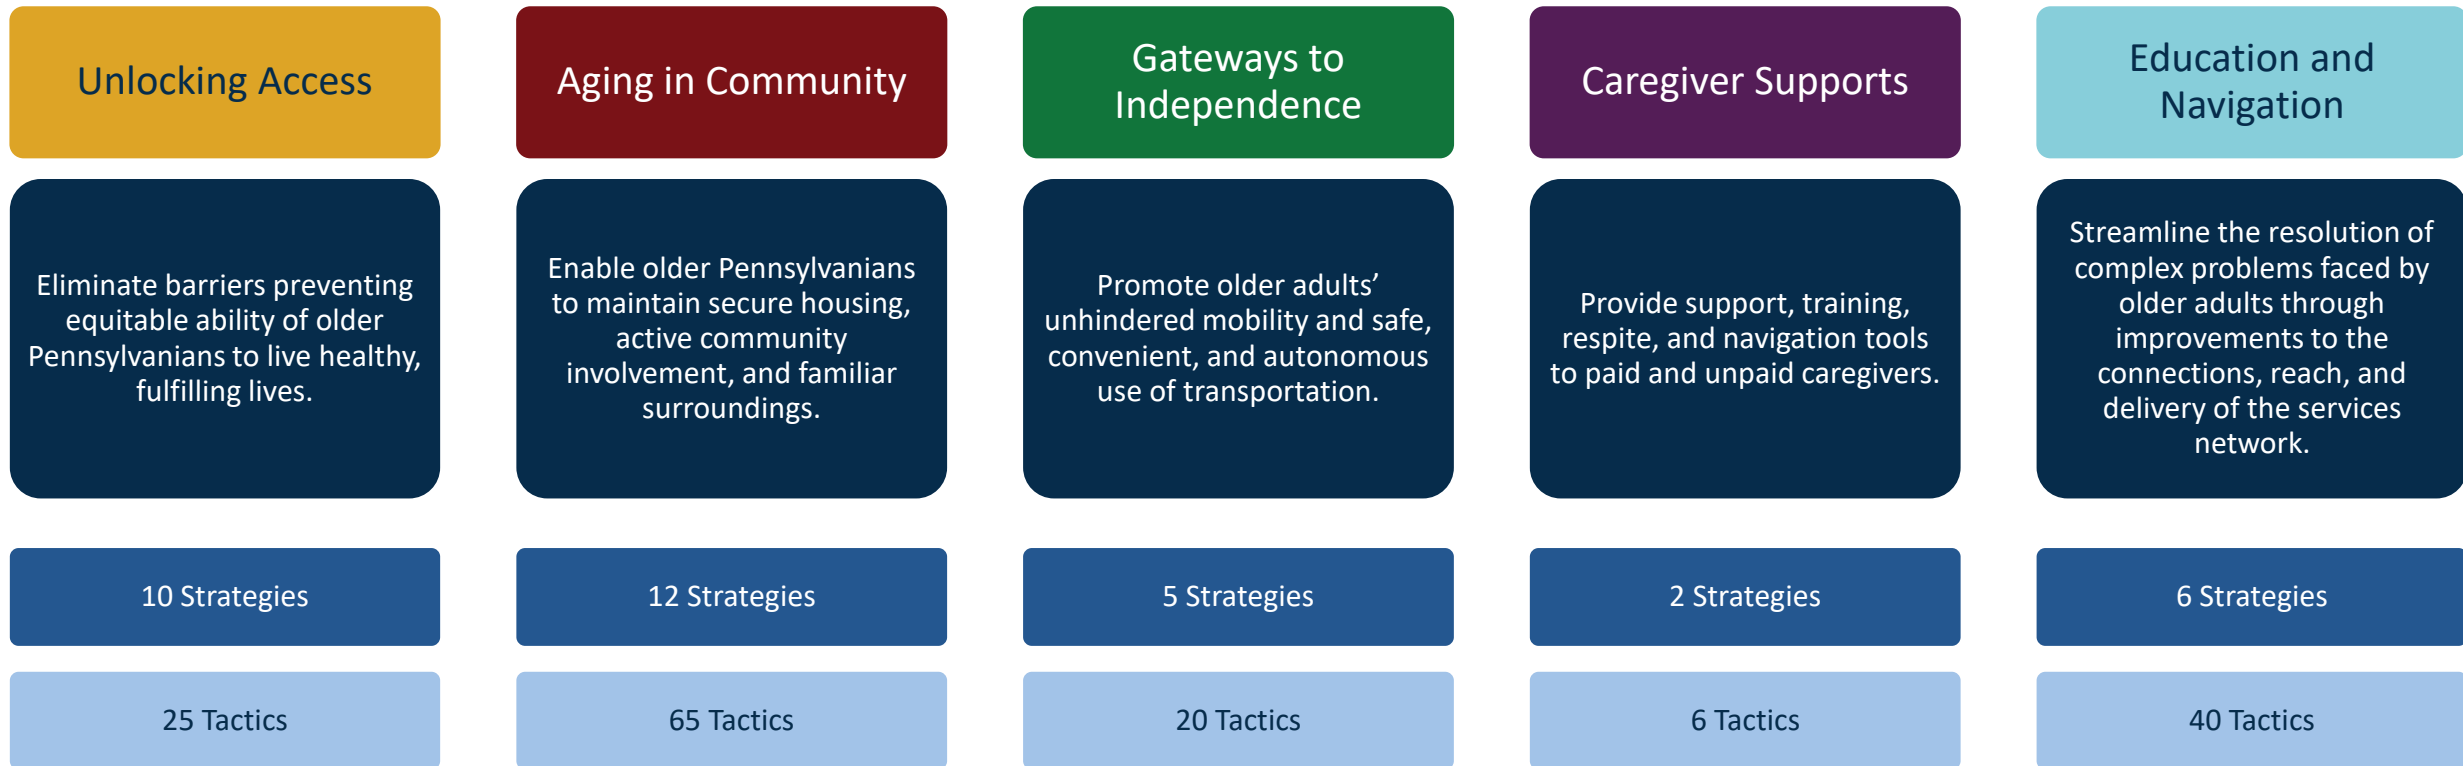 Unlocking Access
Aging in Community
Gateways to
Independence
Caregiver Supports
Education and
Navigation
Eliminate barriers preventing
equitable ability of older
Pennsylvanians to live healthy,
fulfilling lives.
Enable older Pennsylvanians
to maintain secure housing,
active community
involvement, and familiar
surroundings.
Promote older adults’
unhindered mobility and safe,
convenient, and autonomous
use of transportation.
Provide support, training,
respite, and navigation tools
to paid and unpaid caregivers.
Streamline the resolution of
complex problems faced by
older adults through
improvements to the
connections, reach, and
delivery of the services
network.
10 Strategies
12 Strategies
5 Strategies
2 Strategies
6 Strategies
25 Tactics
65 Tactics
20 Tactics
6 Tactics
40 Tactics